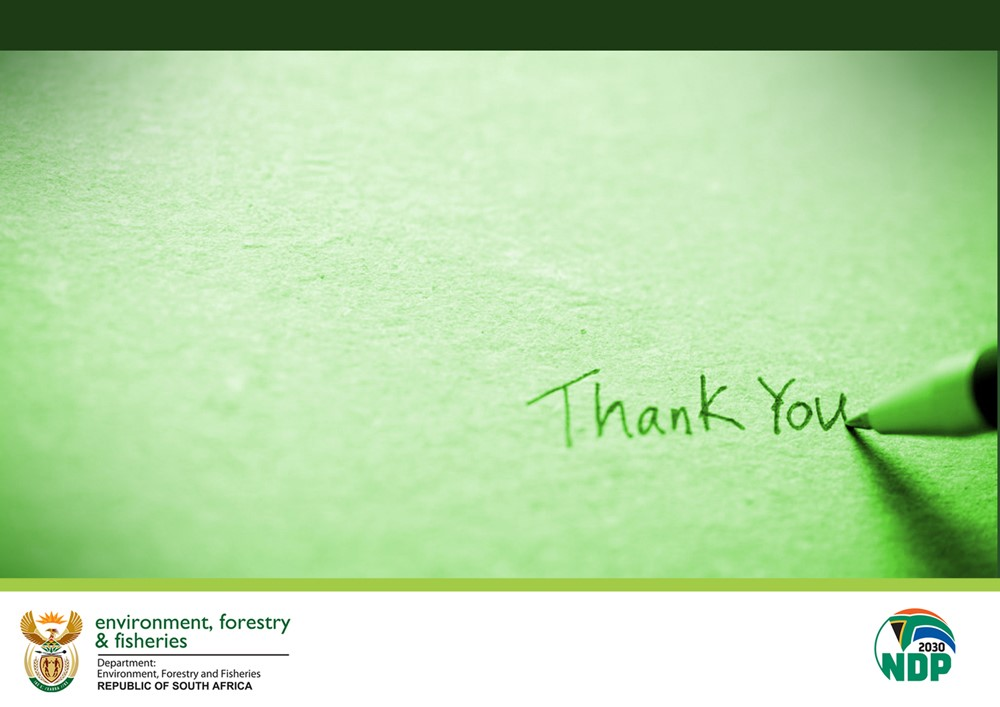 Thank You
environment, forestry
& fisheries
Department:
Environment, Forestry and Fisheries
REPUBLIC OF SOUTH AFRICA
2030
NDP